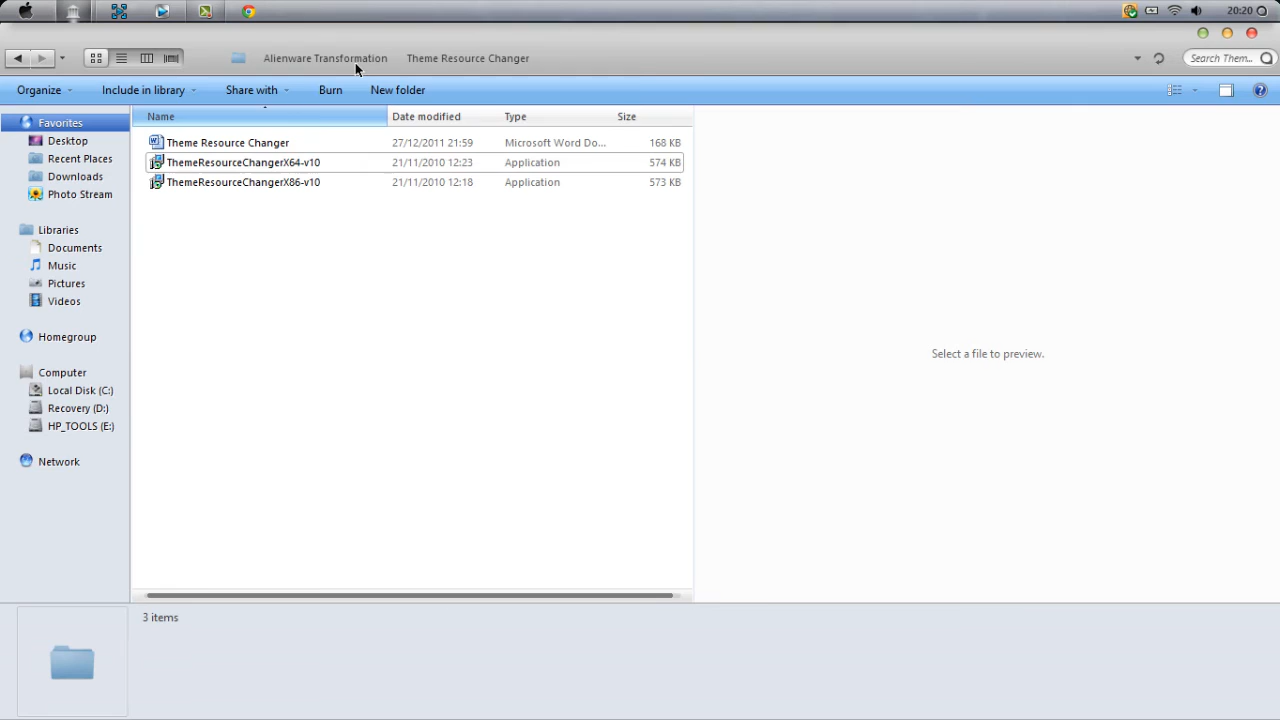 20:20
Alienware Transformation Theme Resource Changer Search Them...
Organize Include in library Share with Burn New folder
Name Date modified Type Size
Favorites
Desktop
Recent Places
Downloads
Photo Stream
Libraries
Documents
Music
Pictures
Videos
Homegroup
Computer
Local Disk (C:)
Recovery (D:)
HP_TOOLS (E:)
Network
Theme Resource Changer 27/12/2011 21:59 Microsoft Word Do... 168 KB
ThemeResourceChangerX64-v10 21/11/2010 12:23 Application 574 KB
ThemeResourceChangerX86-v10 21/11/2010 12:18 Application 573 KB
Select a file to preview.
3 items